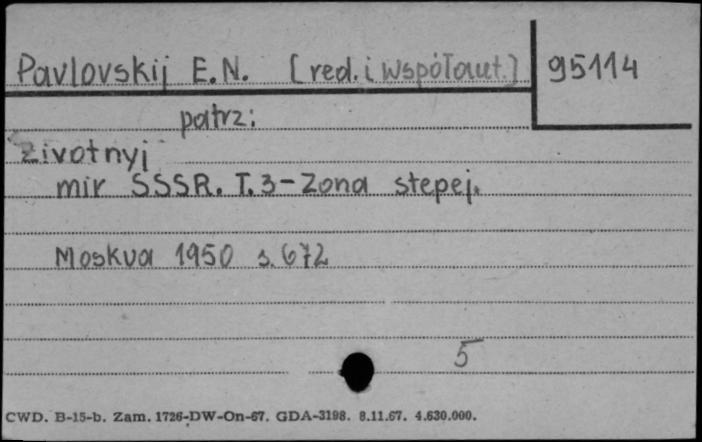 Pavlovskij E.N. [red. i współaut.]
95114
patrz:
Životnyj
mir SSSR. T. 3 - Zona stepej.
Moskva 1950 s. 672
5
CWD. B-15-b. Zam. 1726-DW-On-67. GDA-3198. 8.11.67. 4.630.000.